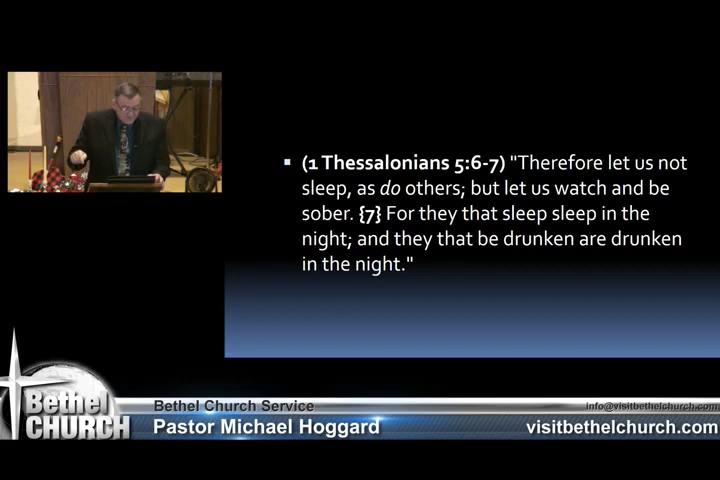 (1 Thessalonians 5:6-7) "Therefore let us not
sleep, as do others; but let us watch and be
sober. {7} For they that sleep sleep in the
night; and they that be drunken are drunken
in the night."
Bethel
CHURCH
Bethel Church Service
info@visitbethelchurch.com
Pastor Michael Hoggard
visitbethelchurch.com